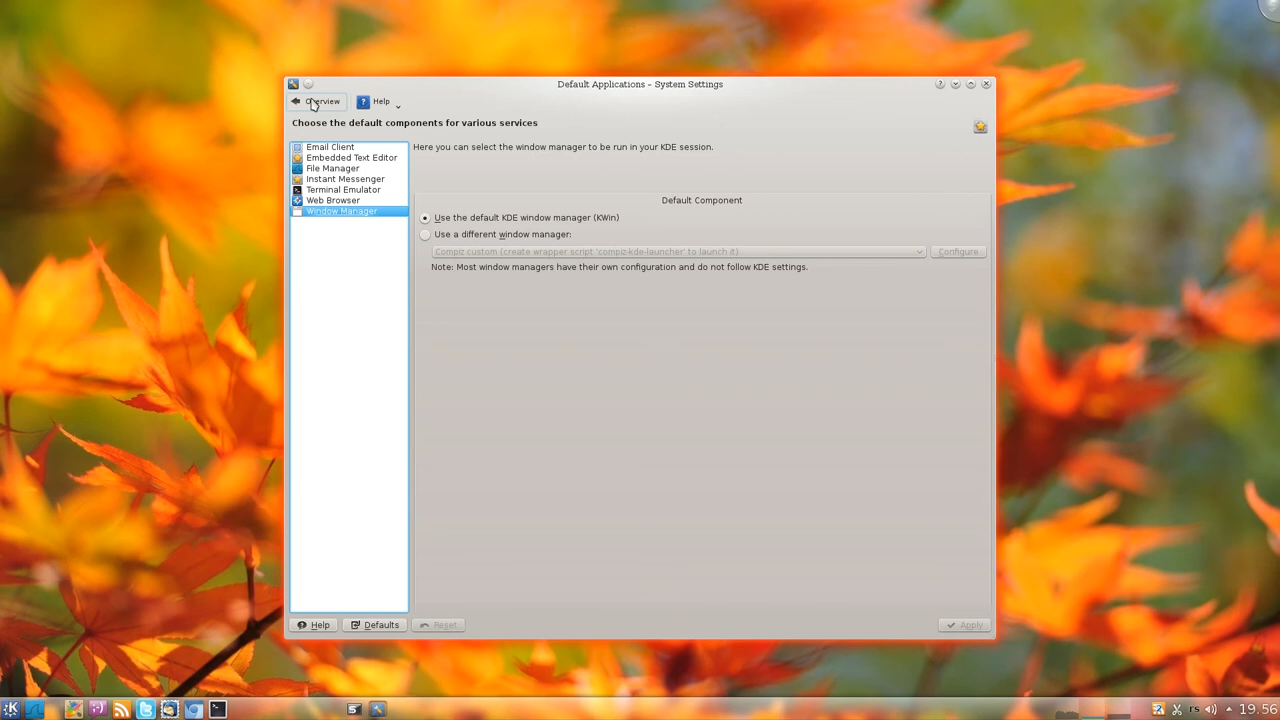 Default Applications – System Settings
Overview
Help
Choose the default components for various services
Email Client
Embedded Text Editor
File Manager
Instant Messenger
Terminal Emulator
Web Browser
Window Manager
Here you can select the window manager to be run in your KDE session.
Default Component
Use the default KDE window manager (KWin)
Use a different window manager:
Compiz custom (create wrapper script 'compiz-kde-launcher' to launch it)
Configure
Note: Most window managers have their own configuration and do not follow KDE settings.
Help
Defaults
Reset
Apply
rs
19.56